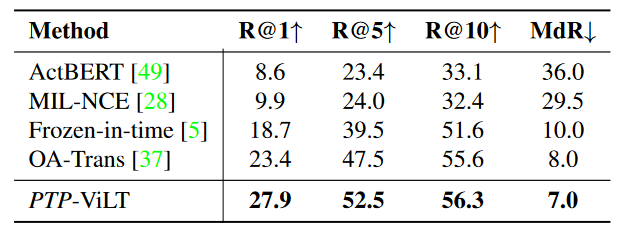 Method R@1↑ R@5↑ R@10↑ MdR↓
ActBERT [49] 8.6 23.4 33.1 36.0
MIL-NCE [28] 9.9 24.0 32.4 29.5
Frozen-in-time [5] 18.7 39.5 51.6 10.0
OA-Trans [37] 23.4 47.5 55.6 8.0
PTP-ViLT 27.9 52.5 56.3 7.0